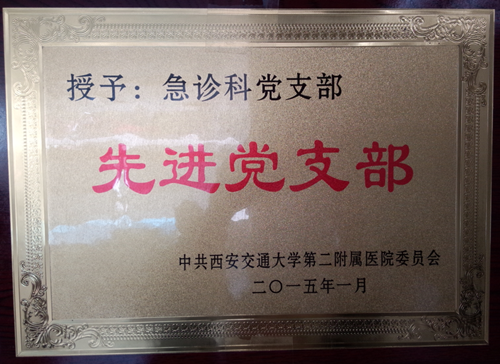 授予：急诊科党支部
先进党支部
中共西安交通大学第二附属医院委员会
二〇一五年一月